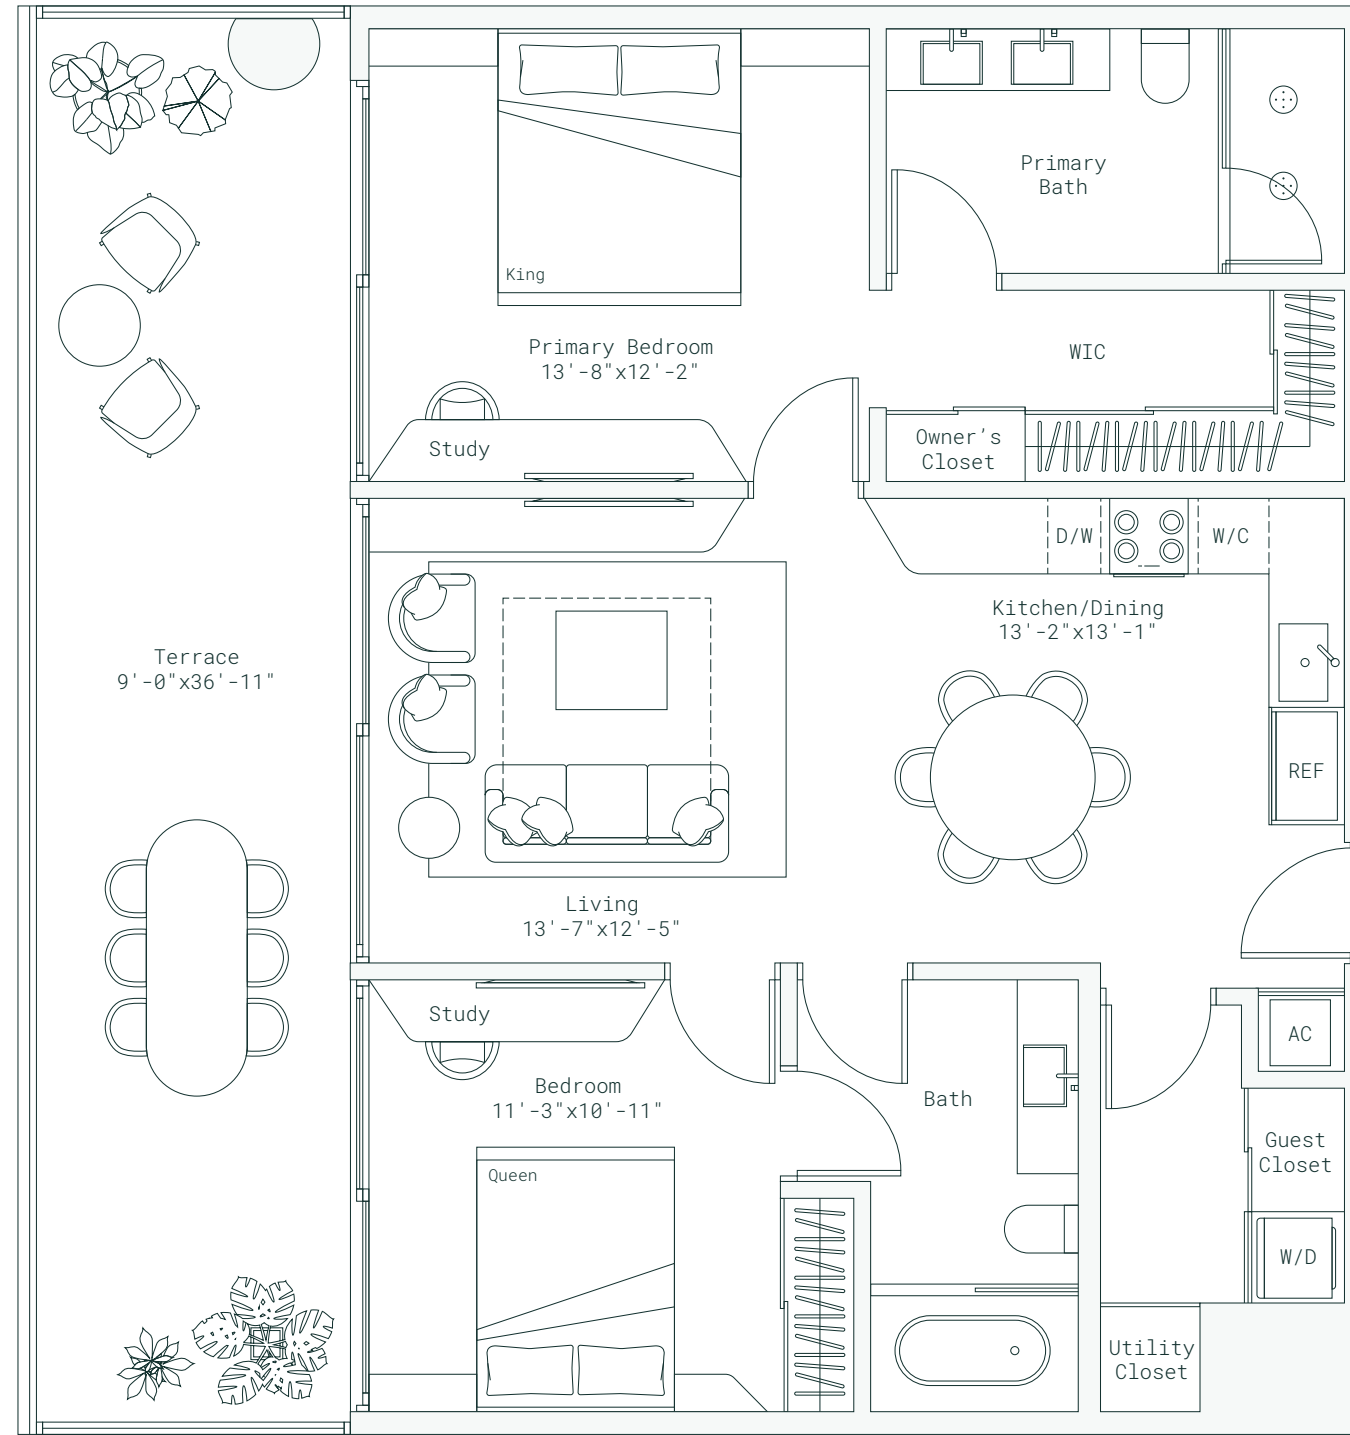 Primary
Bath
King
Primary Bedroom
13'-8"x12'-2"
WIC
Study
Owner's
Closet
D/W
W/C
Kitchen/Dining
13'-2"x13'-1"
Terrace
9'-0"x36'-11"
REF
Living
13'-7"x12'-5"
Study
AC
Bedroom
11'-3"x10'-11"
Bath
Guest
Closet
Queen
W/D
Utility
Closet